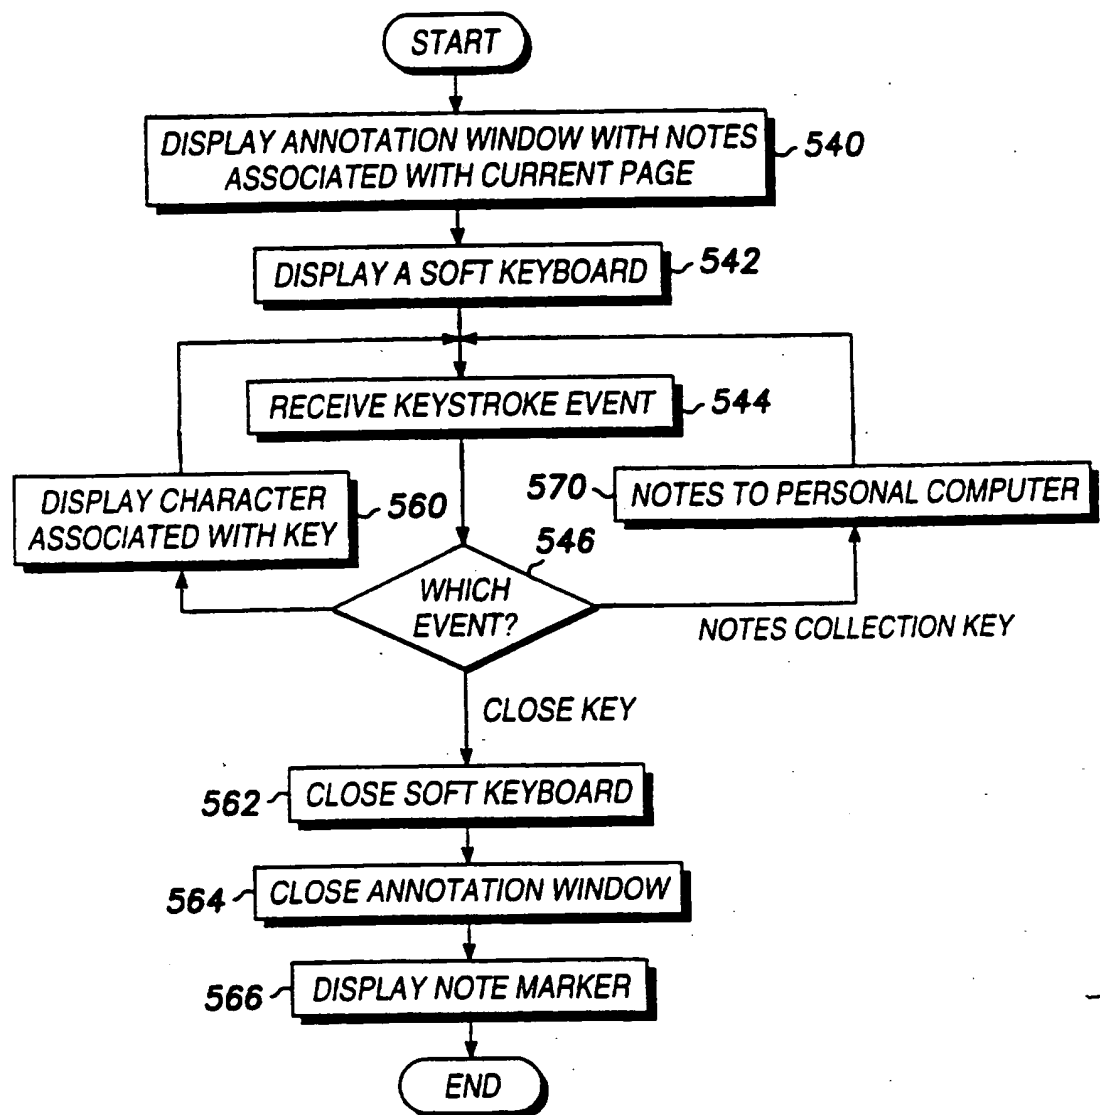 START
DISPLAY ANNOTATION WINDOW WITH NOTES
ASSOCIATED WITH CURRENT PAGE
540
DISPLAY A SOFT KEYBOARD
542
RECEIVE KEYSTROKE EVENT
544
DISPLAY CHARACTER
ASSOCIATED WITH KEY
560
570
NOTES TO PERSONAL COMPUTER
546
WHICH
EVENT?
NOTES COLLECTION KEY
CLOSE KEY
562
CLOSE SOFT KEYBOARD
564
CLOSE ANNOTATION WINDOW
566
DISPLAY NOTE MARKER
END